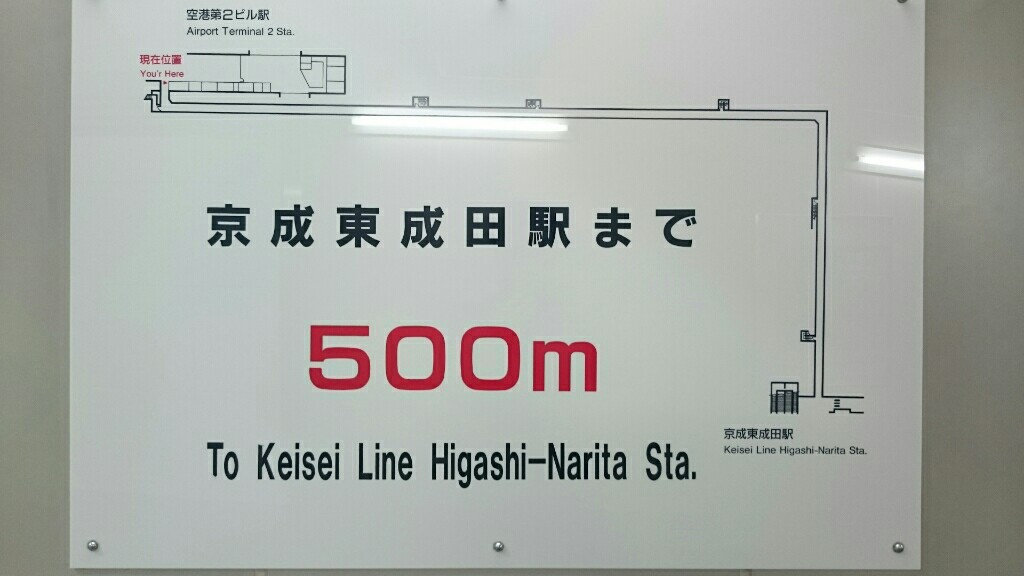 空港第2ビル駅
Airport Terminal 2 Sta.
現在位置
You'r Here
京成東成田駅まで
500m
To Keisei Line Higashi-Narita Sta.
京成東成田駅
Keisei Line Higashi-Narita Sta.